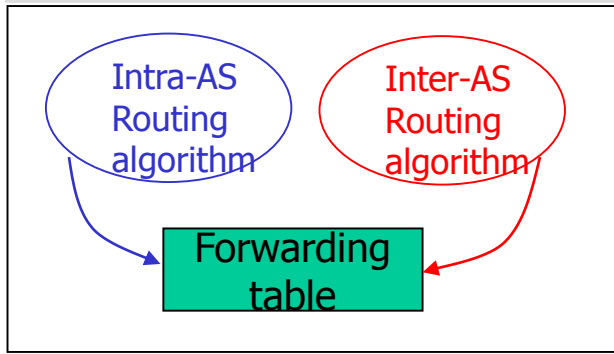 Intra-AS
Routing
algorithm
Inter-AS
Routing
algorithm
Forwarding
table